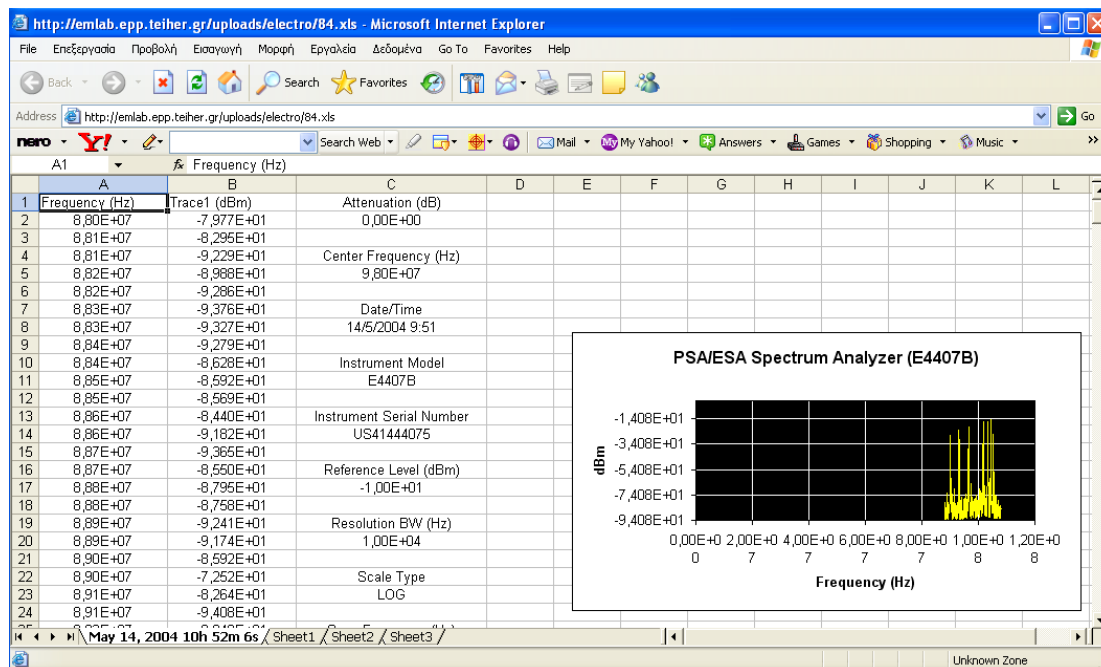 http://emlab.epp.teiher.gr/uploads/electro/84.xls - Microsoft Internet Explorer
File Επεξεργασία Προβολή Εισαγωγή Μορφή Εργαλεία Δεδομένα Go To Favorites Help
Back Search Favorites
Address http://emlab.epp.teiher.gr/uploads/electro/84.xls Go
nero Y! Search Web Mail My Yahoo! Answers Games Shopping Music »
A1 fx Frequency (Hz)
A B C D E F G H I J K L
1 Frequency (Hz) Trace1 (dBm) Attenuation (dB)
2 8,80E+07 -7,977E+01 0,00E+00
3 8,81E+07 -8,295E+01
4 8,81E+07 -9,229E+01 Center Frequency (Hz)
5 8,82E+07 -8,988E+01 9,80E+07
6 8,82E+07 -9,286E+01
7 8,83E+07 -9,376E+01 Date/Time
8 8,83E+07 -9,327E+01 14/5/2004 9:51
9 8,84E+07 -9,279E+01
10 8,84E+07 -8,628E+01 Instrument Model
11 8,85E+07 -8,592E+01 E4407B
12 8,85E+07 -8,569E+01
13 8,86E+07 -8,440E+01 Instrument Serial Number
14 8,86E+07 -9,182E+01 US41444075
15 8,87E+07 -9,365E+01
16 8,87E+07 -8,550E+01 Reference Level (dBm)
17 8,88E+07 -8,795E+01 -1,00E+01
18 8,88E+07 -8,758E+01
19 8,89E+07 -9,241E+01 Resolution BW (Hz)
20 8,89E+07 -9,174E+01 1,00E+04
21 8,90E+07 -8,592E+01
22 8,90E+07 -7,252E+01 Scale Type
23 8,91E+07 -8,264E+01 LOG
24 8,91E+07 -9,408E+01
PSA/ESA Spectrum Analyzer (E4407B)
-1,408E+01
-3,408E+01
-5,408E+01
-7,408E+01
-9,408E+01
dBm
0,00E+0 2,00E+0 4,00E+0 6,00E+0 8,00E+0 1,00E+0 1,20E+0
0 7 7 7 7 8 8
Frequency (Hz)
May 14, 2004 10h 52m 6s Sheet1 Sheet2 Sheet3
Unknown Zone